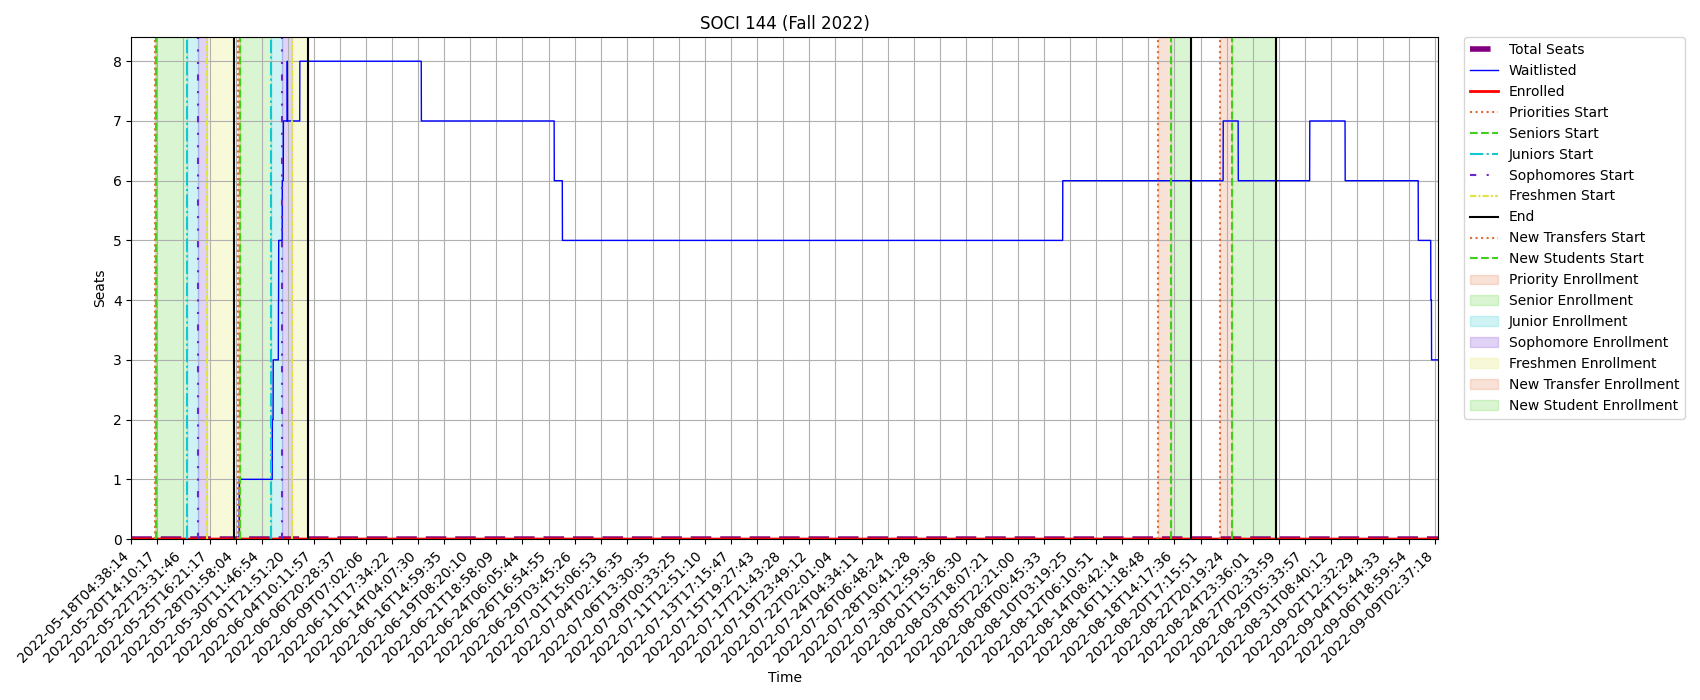 SOCI 144 (Fall 2022)
8
7
6
5
4
3
2
1
0
Seats
2022-05-18T04:38:14
2022-05-20T14:10:17
2022-05-22T23:31:46
2022-05-25T16:21:17
2022-05-28T01:58:04
2022-05-30T11:46:54
2022-06-01T21:51:20
2022-06-04T10:11:57
2022-06-06T20:28:37
2022-06-09T07:02:06
2022-06-11T17:34:22
2022-06-14T04:07:30
2022-06-16T14:59:35
2022-06-19T08:20:10
2022-06-21T18:58:09
2022-06-24T06:05:44
2022-06-26T16:54:55
2022-06-29T03:45:26
2022-07-01T15:06:53
2022-07-04T02:16:35
2022-07-06T13:30:35
2022-07-09T00:33:25
2022-07-11T12:51:10
2022-07-13T17:15:47
2022-07-15T19:27:43
2022-07-17T21:43:28
2022-07-19T23:49:12
2022-07-22T02:01:04
2022-07-24T04:34:11
2022-07-26T06:48:24
2022-07-28T10:41:28
2022-07-30T12:59:36
2022-08-01T15:26:30
2022-08-03T18:07:21
2022-08-05T22:21:00
2022-08-08T00:45:33
2022-08-10T03:19:25
2022-08-12T06:10:51
2022-08-14T08:42:14
2022-08-16T11:18:48
2022-08-18T14:17:36
2022-08-20T17:15:51
2022-08-22T20:19:24
2022-08-24T23:36:01
2022-08-27T02:33:59
2022-08-29T05:33:57
2022-08-31T08:40:12
2022-09-02T12:32:29
2022-09-04T15:44:33
2022-09-06T18:59:54
2022-09-09T02:37:18
Time
Total Seats
Waitlisted
Enrolled
Priorities Start
Seniors Start
Juniors Start
Sophomores Start
Freshmen Start
End
New Transfers Start
New Students Start
Priority Enrollment
Senior Enrollment
Junior Enrollment
Sophomore Enrollment
Freshmen Enrollment
New Transfer Enrollment
New Student Enrollment